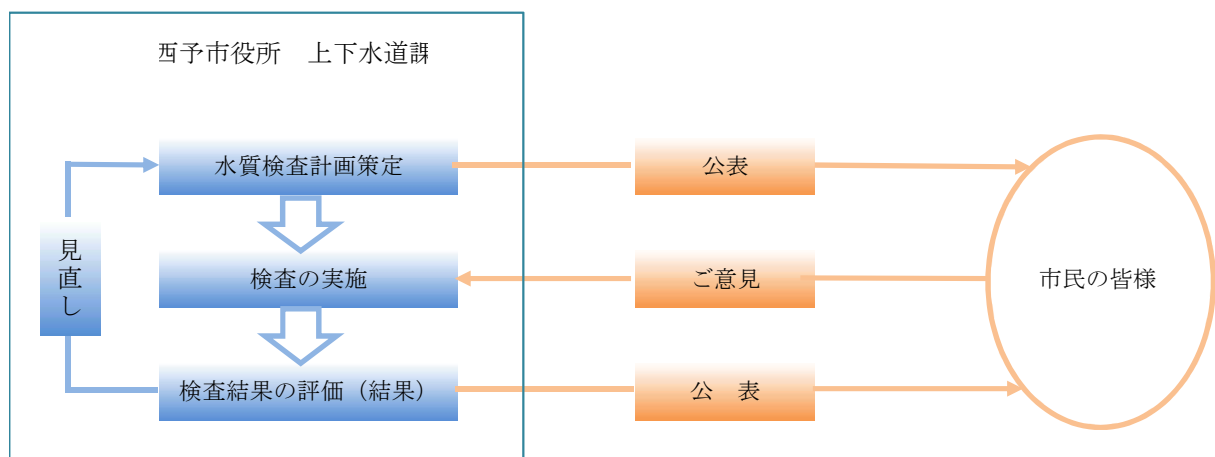 西予市役所　上下水道課
水質検査計画策定
公表
見直し
検査の実施
ご意見
市民の皆様
検査結果の評価（結果）
公　表